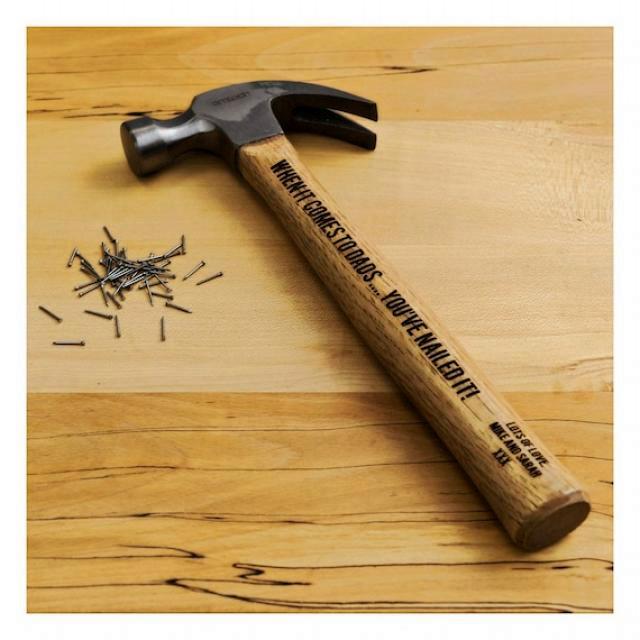 WHEN IT COMES TO DADS.... YOU'VE NAILED IT!
LOTS OF LOVE,
MIKE AND SARAH
XXX